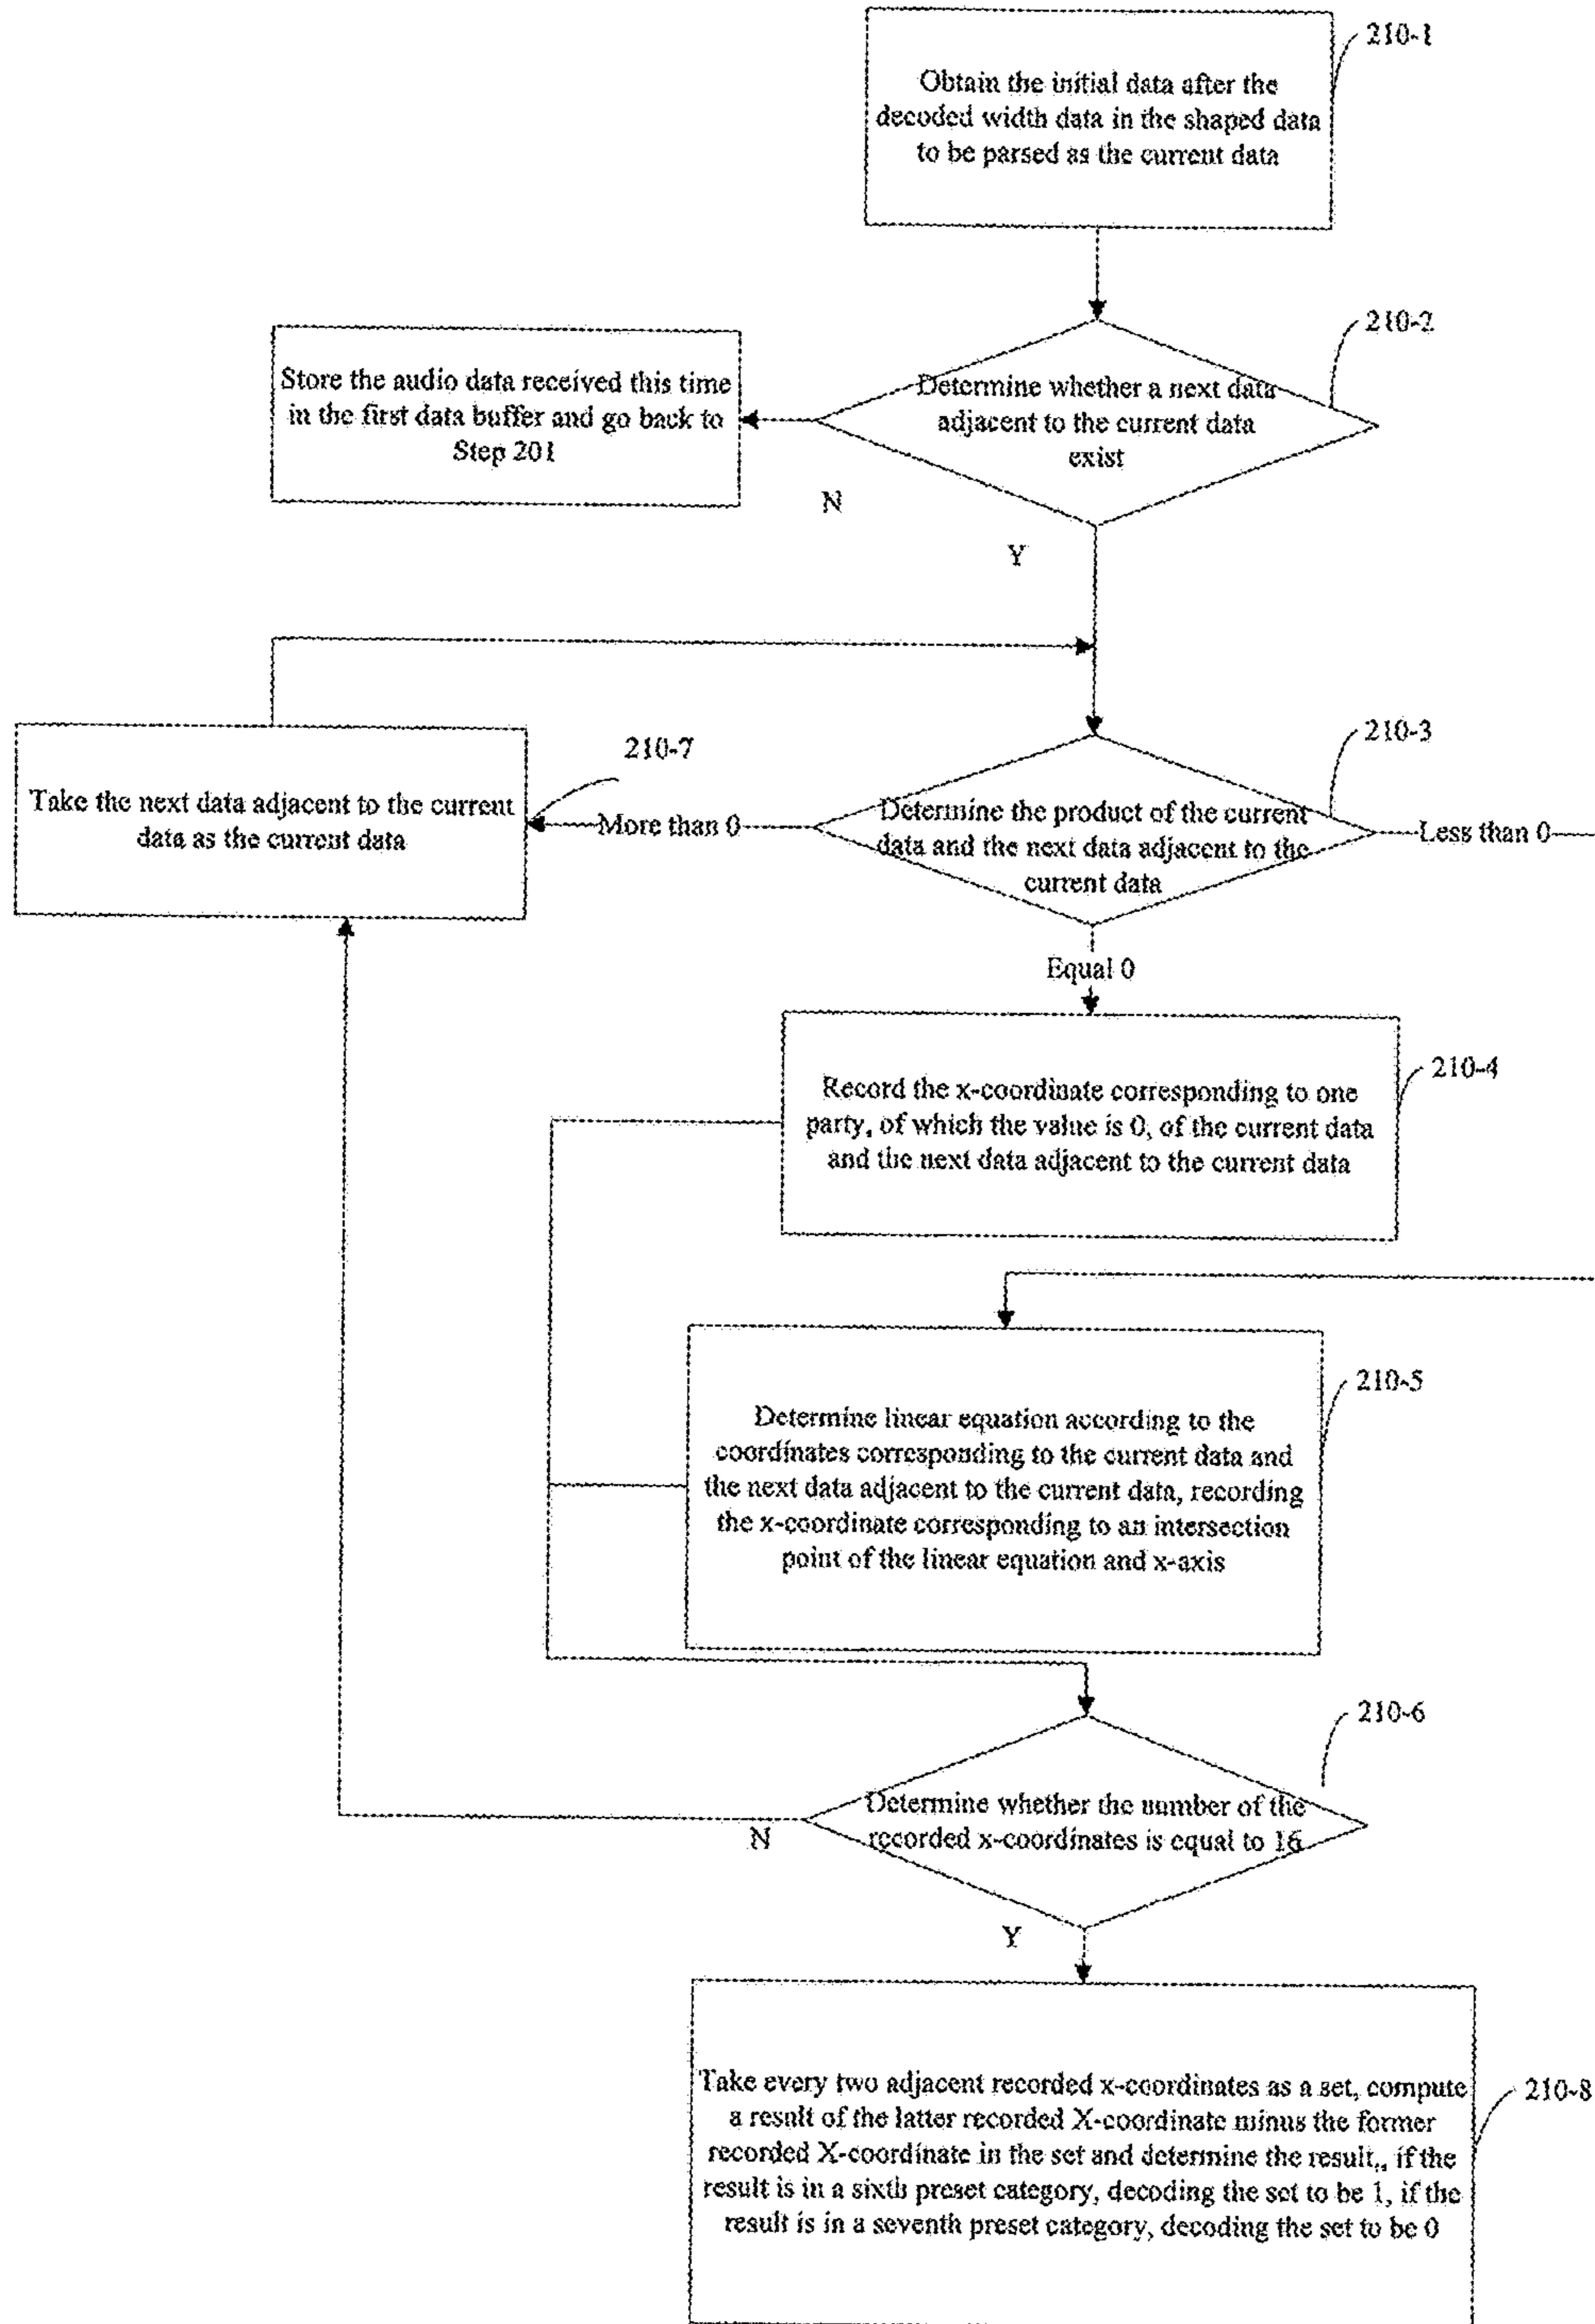 210-1
Obtain the initial data after the
decoded width data in the shaped data
to be parsed as the current data
210-2
Determine whether a next data
adjacent to the current data
exist
Store the audio data received this time
in the first data buffer and go back to
Step 201
N
Y
210-7
Take the next data adjacent to the current
data as the current data
More than 0
210-3
Determine the product of the current
data and the next data adjacent to the
current data
Less than 0
Equal 0
210-4
Record the x-coordinate corresponding to one
party, of which the value is 0, of the current data
and the next data adjacent to the current data
210-5
Determine linear equation according to the
coordinates corresponding to the current data and
the next data adjacent to the current data, recording
the x-coordinate corresponding to an intersection
point of the linear equation and x-axis
210-6
Determine whether the number of the
recorded x-coordinates is equal to 16
N
Y
210-8
Take every two adjacent recorded x-coordinates as a set, compute
a result of the latter recorded X-coordinate minus the former
recorded X-coordinate in the set and determine the result,, if the
result is in a sixth preset category, decoding the set to be 1, if the
result is in a seventh preset category, decoding the set to be 0